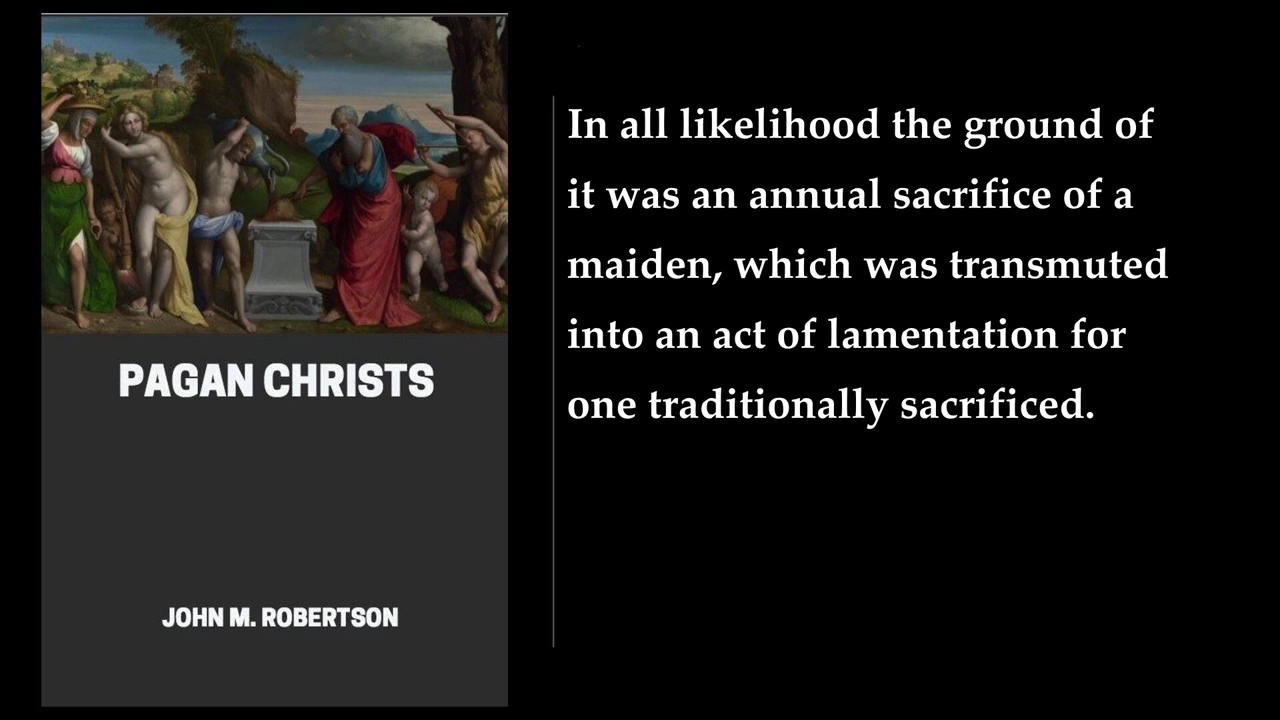 PAGAN CHRISTS
JOHN M. ROBERTSON
In all likelihood the ground of
it was an annual sacrifice of a
maiden, which was transmuted
into an act of lamentation for
one traditionally sacrificed.